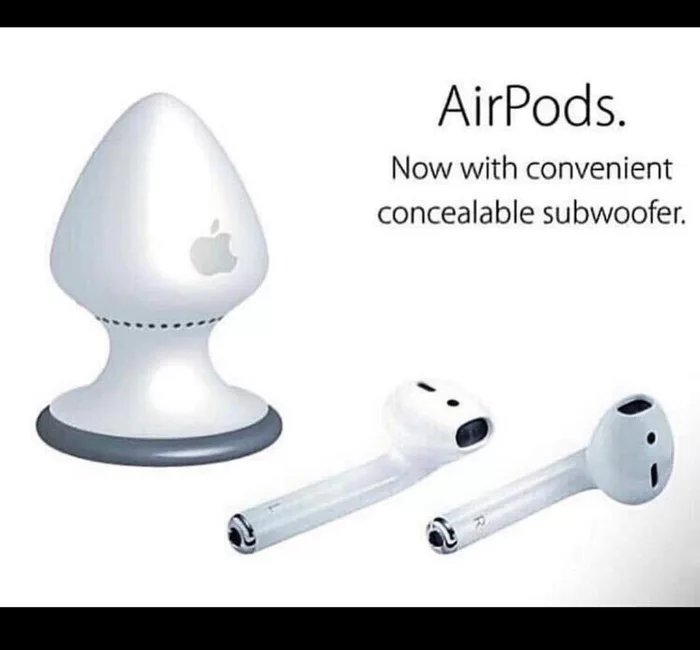 AirPods.
Now with convenient
concealable subwoofer.
L
R